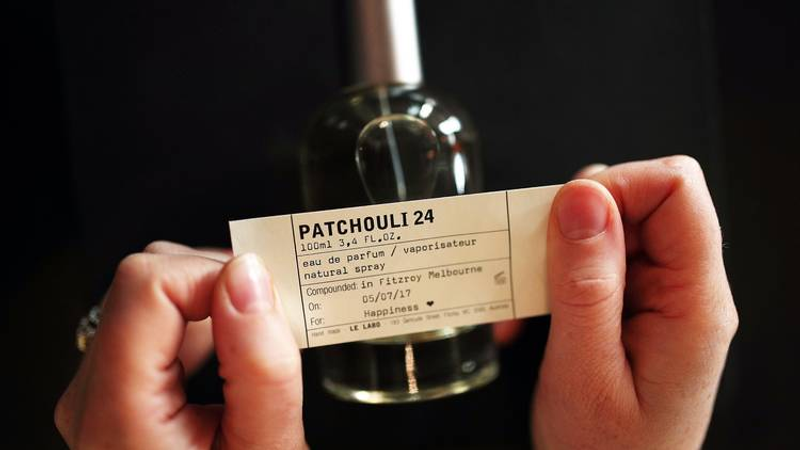 PATCHOULI 24
100ml 3,4 FL.OZ.
eau de parfum / vaporisateur
natural spray
Compounded: in Fitzroy Melbourne
On: 05/07/17
For: Happiness ❤
LE LABO